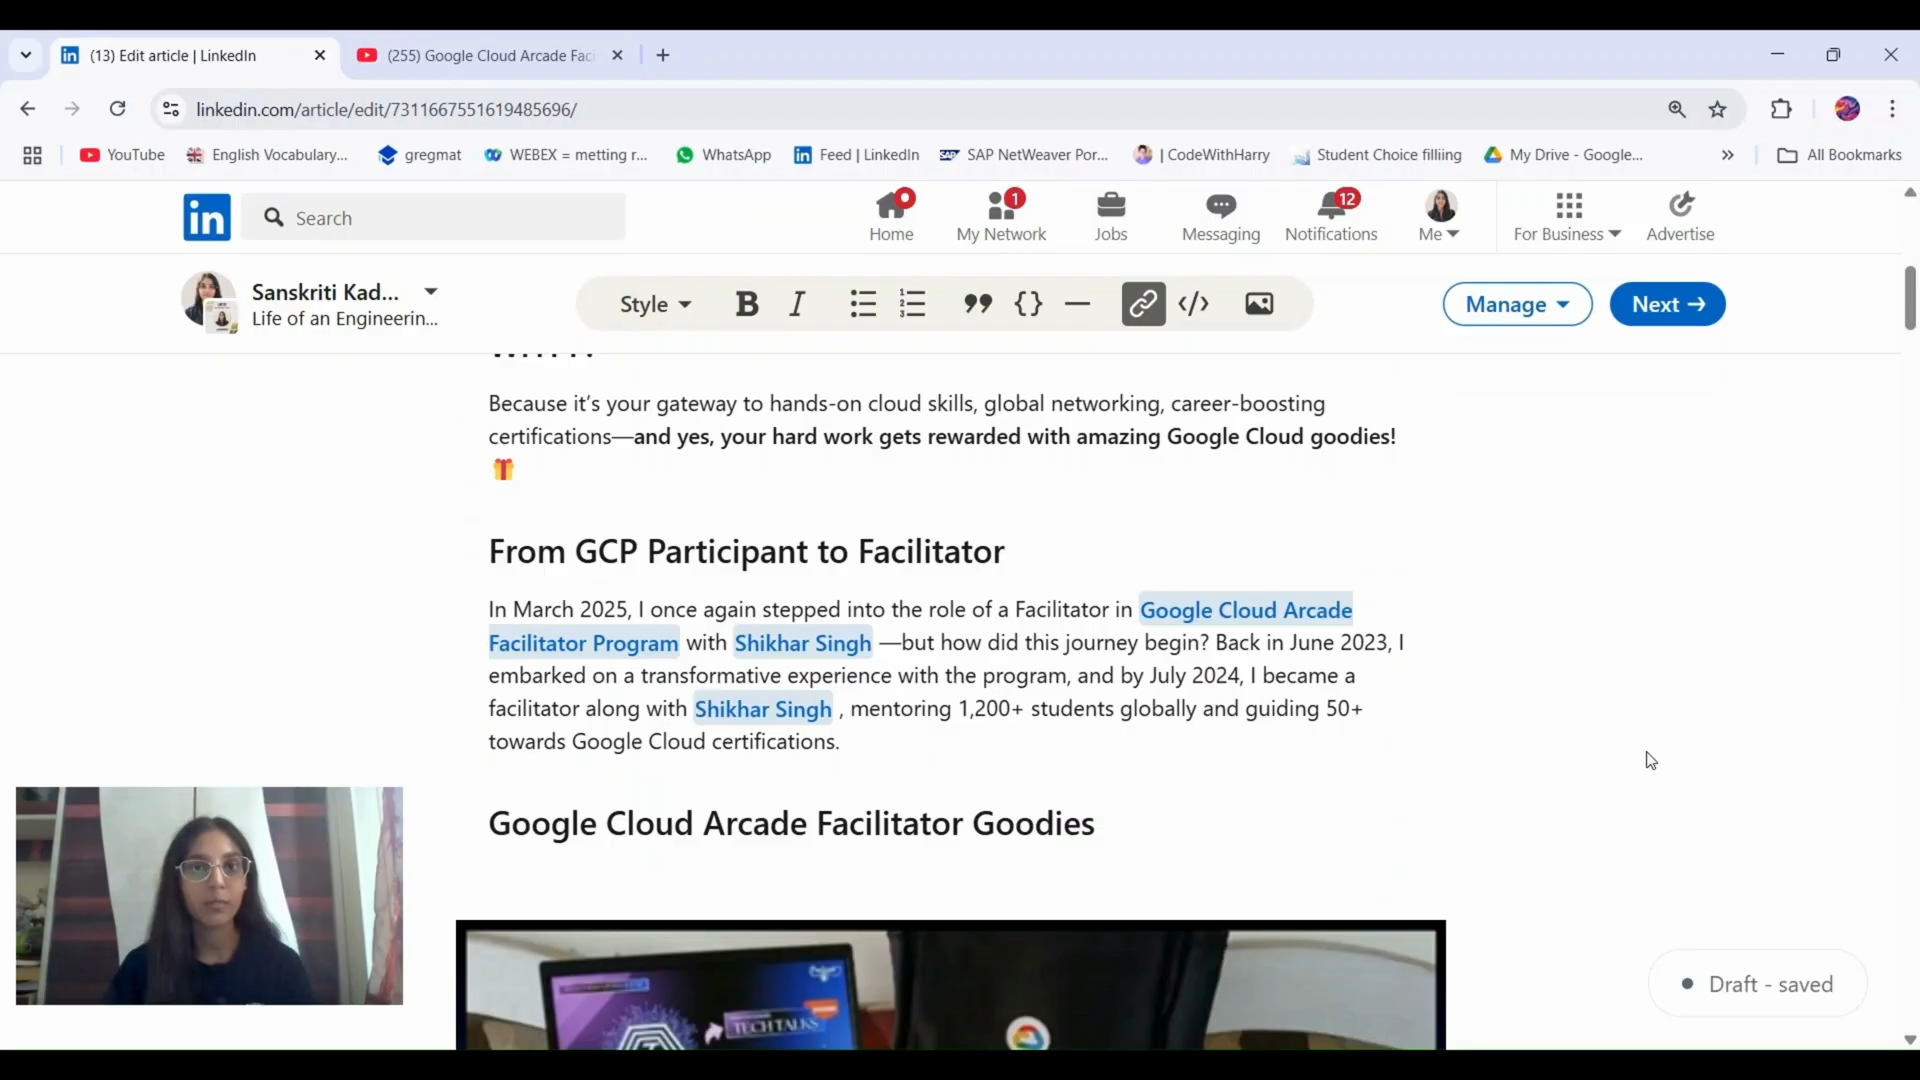 (13) Edit article | LinkedIn
(255) Google Cloud Arcade Fac
linkedin.com/article/edit/7311667551619485696/
YouTube
English Vocabulary...
gregmat
WEBEX = metting r...
WhatsApp
Feed | LinkedIn
SAP NetWeaver Por...
| CodeWithHarry
Student Choice filliing
My Drive - Google...
All Bookmarks
in
Search
Home
1
My Network
Jobs
Messaging
12
Notifications
Me
For Business
Advertise
Sanskriti Kad...
Life of an Engineerin...
Style
B
I
Manage
Next →
Because it’s your gateway to hands-on cloud skills, global networking, career-boosting
certifications—and yes, your hard work gets rewarded with amazing Google Cloud goodies!
From GCP Participant to Facilitator
In March 2025, I once again stepped into the role of a Facilitator in Google Cloud Arcade
Facilitator Program with Shikhar Singh —but how did this journey begin? Back in June 2023, I
embarked on a transformative experience with the program, and by July 2024, I became a
facilitator along with Shikhar Singh , mentoring 1,200+ students globally and guiding 50+
towards Google Cloud certifications.
Google Cloud Arcade Facilitator Goodies
TECH TALKS
Draft - saved